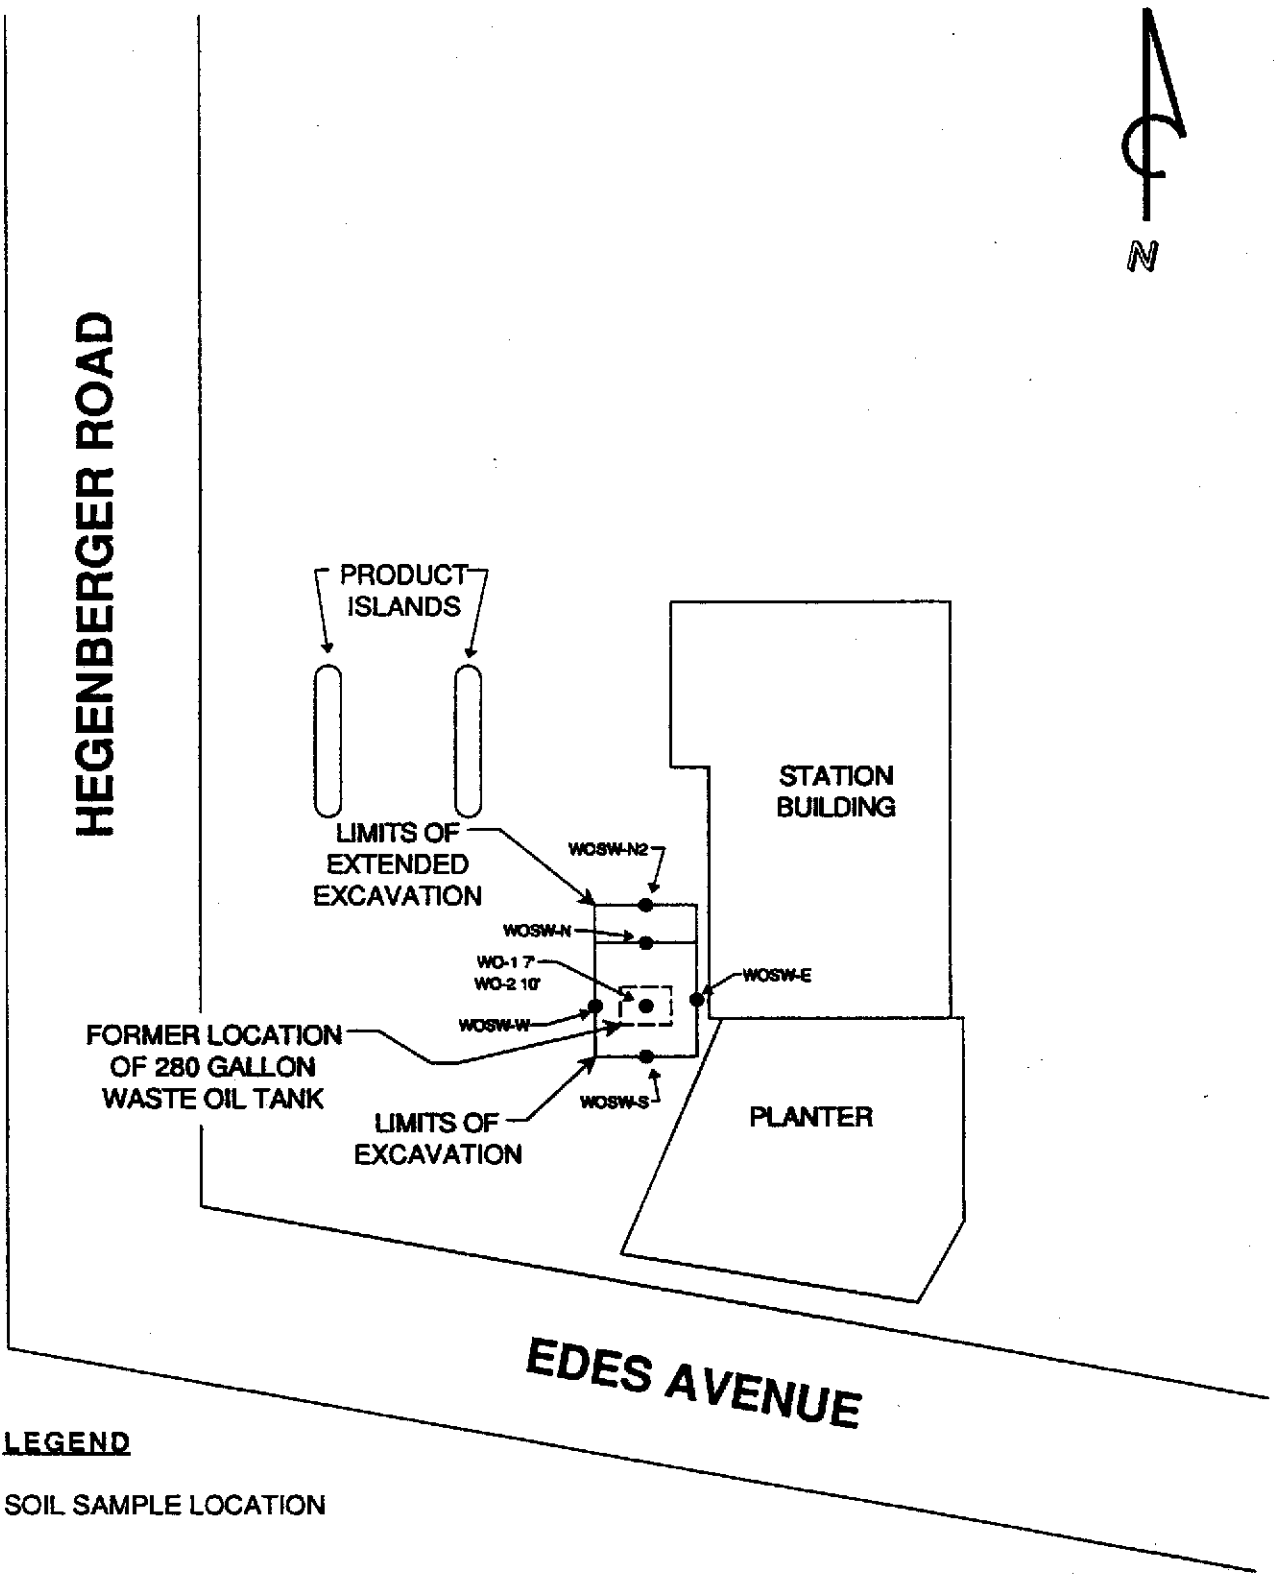 N
HEGENBERGER ROAD
PRODUCT
ISLANDS
STATION
BUILDING
LIMITS OF
EXTENDED
EXCAVATION
WOSW-N2
WOSW-N
WO-1 7'
WO-2 10'
WOSW-E
WOSW-W
FORMER LOCATION
OF 280 GALLON
WASTE OIL TANK
WOSW-S
LIMITS OF
EXCAVATION
PLANTER
EDES AVENUE
LEGEND
SOIL SAMPLE LOCATION